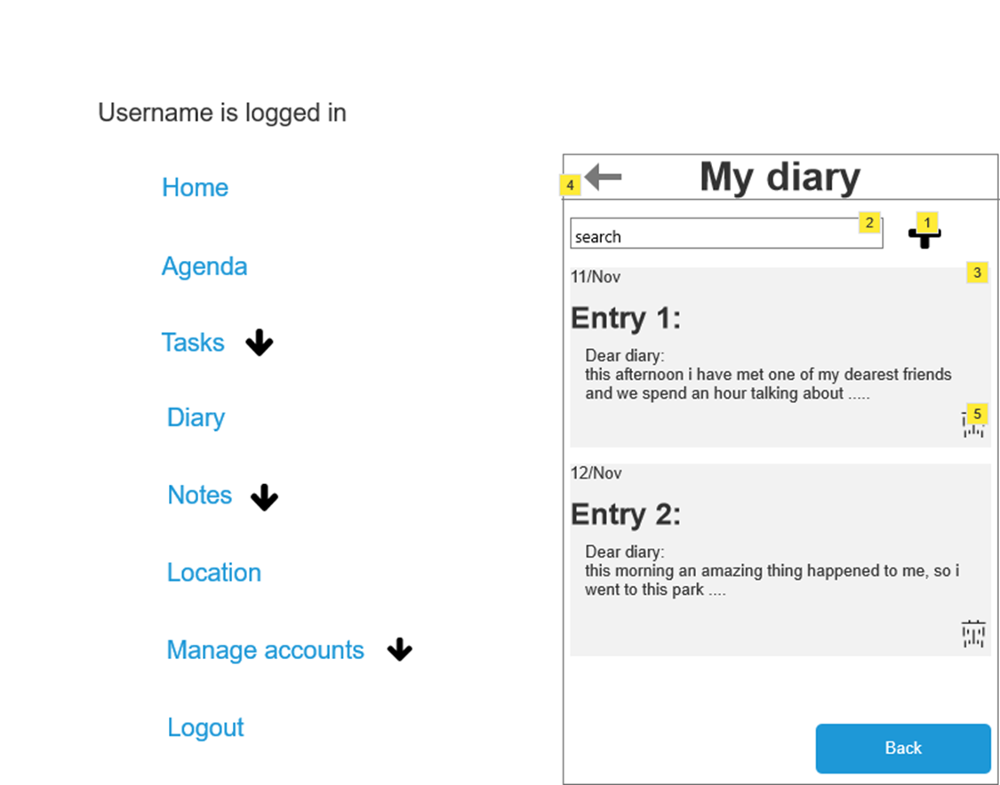 Username is logged in
Home
Agenda
Tasks
Diary
Notes
Location
Manage accounts
Logout
4
My diary
search
2
1
11/Nov
3
Entry 1:
Dear diary:
this afternoon i have met one of my dearest friends
and we spend an hour talking about .....
5
12/Nov
Entry 2:
Dear diary:
this morning an amazing thing happened to me, so i
went to this park ....
Back